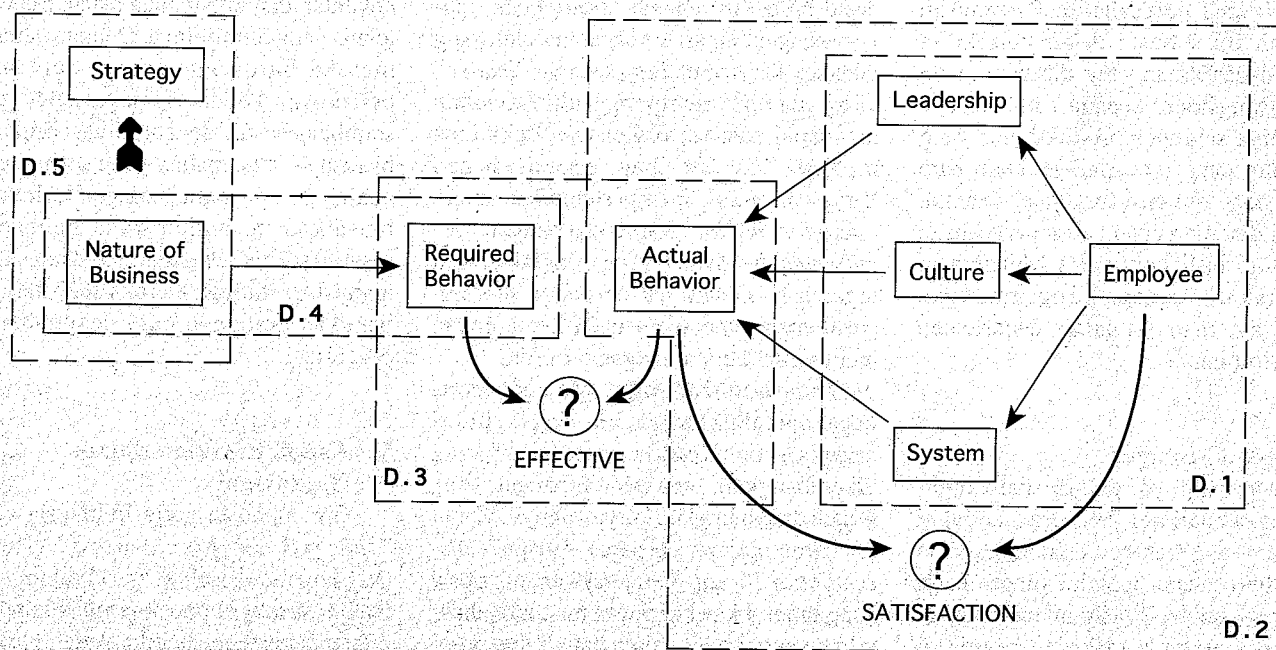 Strategy
D.5
Nature of
Business
D.4
Required
Behavior
Actual
Behavior
Leadership
Culture
Employee
System
D.1
?
EFFECTIVE
D.3
?
SATISFACTION
D.2